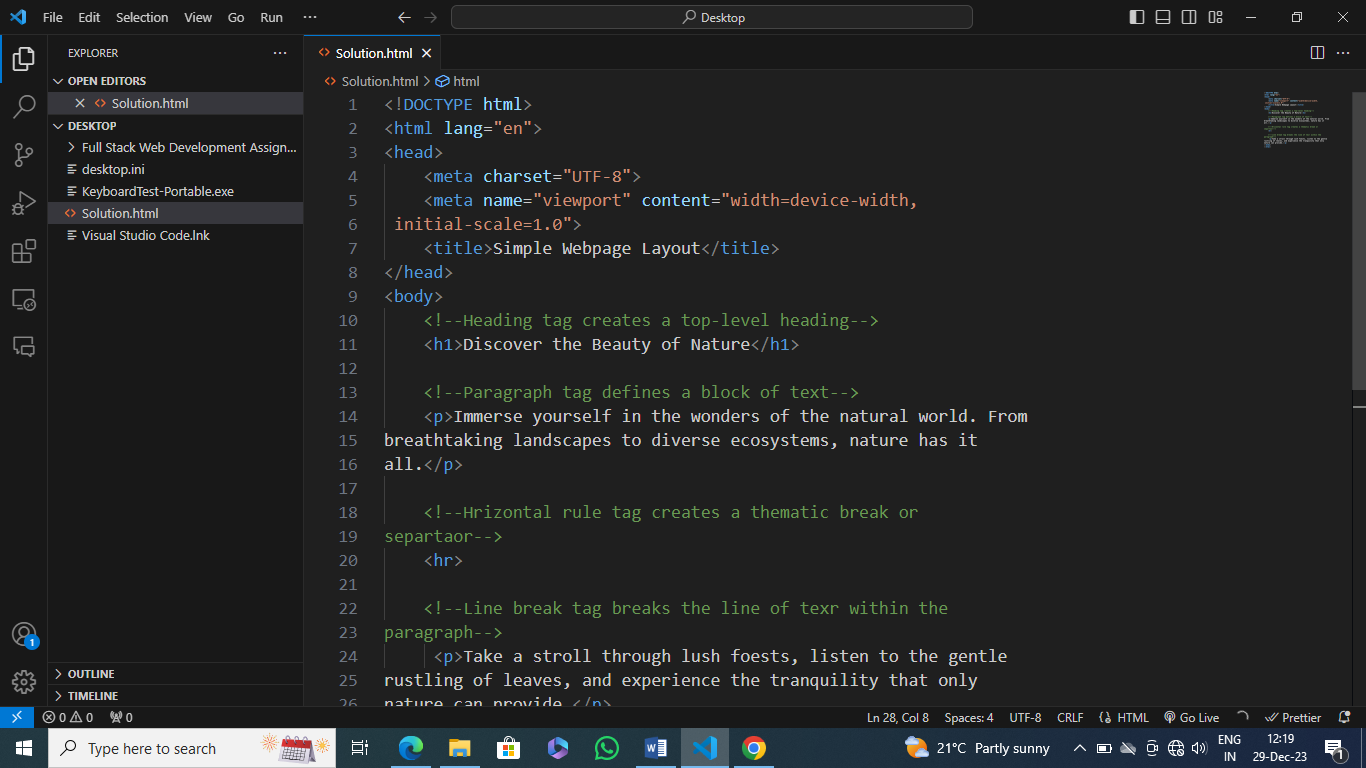 File Edit Selection View Go Run ··· Desktop
EXPLORER ···
OPEN EDITORS
Solution.html
DESKTOP
Full Stack Web Development Assign...
desktop.ini
KeyboardTest-Portable.exe
Solution.html
Visual Studio Code.lnk
OUTLINE
TIMELINE
Solution.html
Solution.html > html
1 <!DOCTYPE html>
2 <html lang="en">
3 <head>
4 <meta charset="UTF-8">
5 <meta name="viewport" content="width=device-width,
6 initial-scale=1.0">
7 <title>Simple Webpage Layout</title>
8 </head>
9 <body>
10 <!--Heading tag creates a top-level heading-->
11 <h1>Discover the Beauty of Nature</h1>
12
13 <!--Paragraph tag defines a block of text-->
14 <p>Immerse yourself in the wonders of the natural world. From
15 breathtaking landscapes to diverse ecosystems, nature has it
16 all.</p>
17
18 <!--Hrizontal rule tag creates a thematic break or
19 separtaor-->
20 <hr>
21
22 <!--Line break tag breaks the line of texr within the
23 paragraph-->
24 <p>Take a stroll through lush foests, listen to the gentle
25 rustling of leaves, and experience the tranquility that only
26 nature can provide.</p>
1
0 0 0 Ln 28, Col 8 Spaces: 4 UTF-8 CRLF HTML Go Live Prettier
Type here to search
21°C Partly sunny
ENG
IN
12:19
29-Dec-23
1